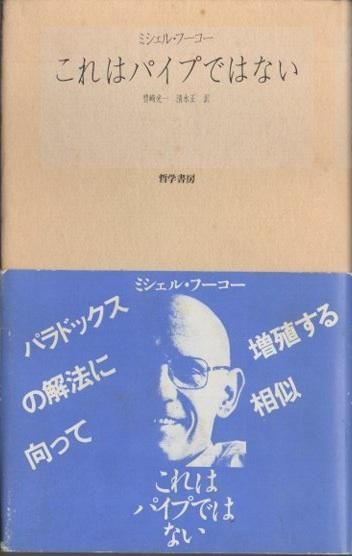 ミシェル・フーコー
これはパイプではない
豊崎光一 清水正 訳
哲学書房
ミシェル・フーコー
パラドックス
の解法に
向って
増殖する
相似
これは
パイプでは
ない